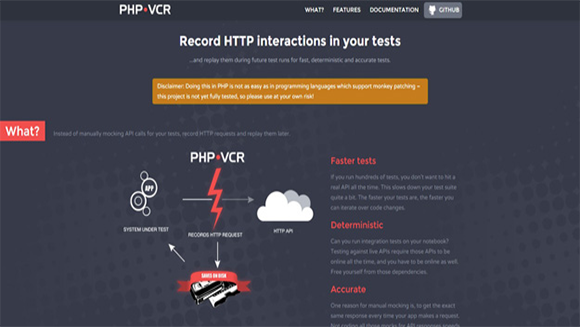 PHP•VCR
WHAT? FEATURES DOCUMENTATION GITHUB
Record HTTP interactions in your tests
...and replay them during future test runs for fast, deterministic and accurate tests.
Disclaimer: Doing this in PHP is not as easy as in programming languages which support monkey patching –
this project is not yet fully tested, so please use at your own risk!
What?
Instead of manually mocking API calls for your tests, record HTTP requests and replay them later.
PHP•VCR
APP
SYSTEM UNDER TEST
RECORDS HTTP REQUEST
HTTP API
SAVES ON DISK
Faster tests
If you run hundreds of tests, you don't want to hit a
real API all the time. This slows down your test suite
quite a bit. The faster your tests are, the faster you
can iterate over code changes.
Deterministic
Can you run integration tests on your notebook?
Testing against live APIs require those APIs to be
online all the time, and you have to be online as well.
Free yourself from those dependencies.
Accurate
One reason for manual mocking is, to get the exact
same response every time your app makes a request.